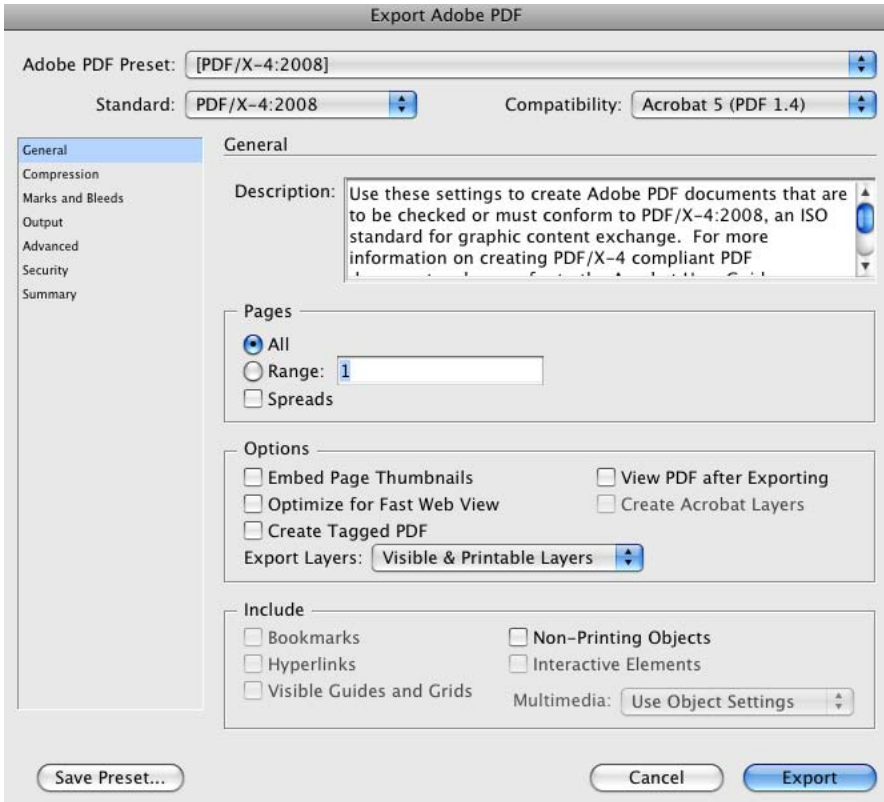 Export Adobe PDF
Adobe PDF Preset: [PDF/X-4:2008]
Standard: PDF/X-4:2008 Compatibility: Acrobat 5 (PDF 1.4)
General
Compression
Marks and Bleeds
Output
Advanced
Security
Summary
General
Description: Use these settings to create Adobe PDF documents that are
to be checked or must conform to PDF/X-4:2008, an ISO
standard for graphic content exchange. For more
information on creating PDF/X-4 compliant PDF
Pages
All
Range: 1
Spreads
Options
Embed Page Thumbnails View PDF after Exporting
Optimize for Fast Web View Create Acrobat Layers
Create Tagged PDF
Export Layers: Visible & Printable Layers
Include
Bookmarks Non-Printing Objects
Hyperlinks Interactive Elements
Visible Guides and Grids Multimedia: Use Object Settings
Save Preset... Cancel Export